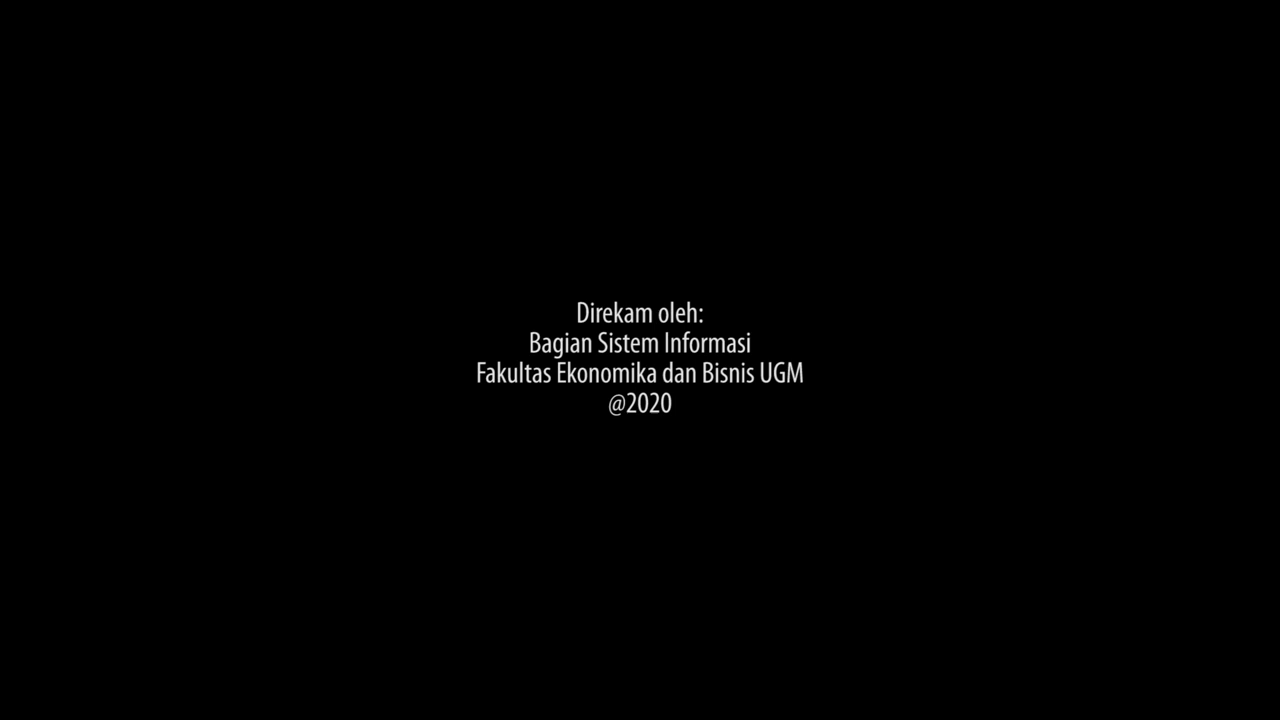 Direkam oleh:
Bagian Sistem Informasi
Fakultas Ekonomika dan Bisnis UGM
@2020